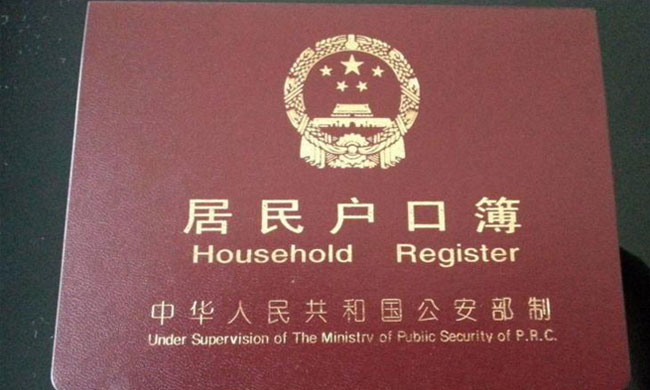 居民户口簿
Household Register
中华人民共和国公安部制
Under Supervision of The Ministry of Public Security of P.R.C.